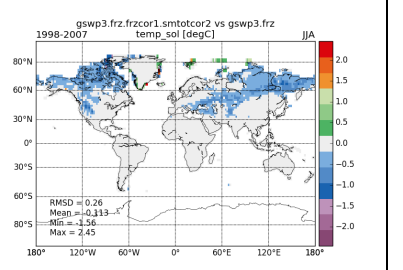 gswp3.frz.frzcor1.smtotcor2 vs gswp3.frz
1998-2007 temp_sol [degC] JJA
80°N
60°N
30°N
0°
30°S
60°S
80°S
180° 120°W 60°W 0° 60°E 120°E 180°
RMSD = 0.26
Mean = -0.113
Min = -1.56
Max = 2.45
2.0
1.5
1.0
0.5
0.0
−0.5
−1.0
−1.5
−2.0